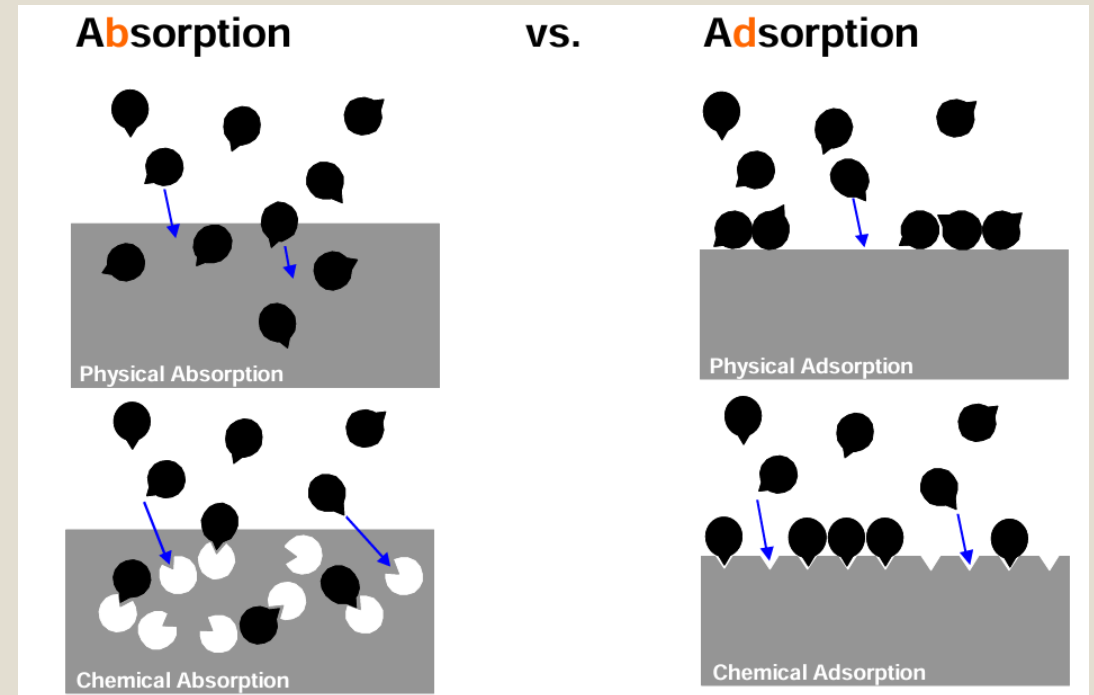 Absorption vs. Adsorption
Physical Absorption
Physical Adsorption
Chemical Absorption
Chemical Adsorption